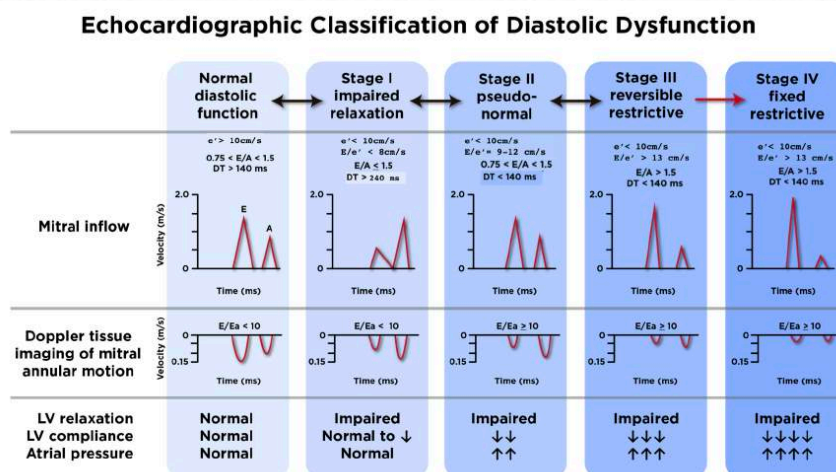 Echocardiographic Classification of Diastolic Dysfunction
Normal
diastolic
function
Stage I
impaired
relaxation
Stage II
pseudo-
normal
Stage III
reversible
restrictive
Stage IV
fixed
restrictive
Mitral inflow
e'> 10cm/s
0.75 < E/A < 1.5
DT > 140 ms
e'< 10cm/s
E/e' < 8cm/s
E/A ≤ 1.5
DT > 240 ms
e'< 10cm/s
E/e'= 9-12 cm/s
0.75 < E/A < 1.5
DT < 140 ms
e'< 10cm/s
E/e' > 13 cm/s
E/A > 1.5
DT < 140 ms
e'< 10cm/s
E/e' > 13 cm/s
E/A > 1.5
DT < 140 ms
Velocity (m/s)
2.0
0
E
A
Time (ms)
2.0
0
Time (ms)
2.0
0
Time (ms)
2.0
0
Time (ms)
2.0
0
Time (ms)
Doppler tissue
imaging of mitral
annular motion
Velocity (m/s)
E/Ea < 10
0
0.15
Time (ms)
E/Ea < 10
0
0.15
Time (ms)
E/Ea ≥ 10
0
0.15
Time (ms)
E/Ea ≥ 10
0
0.15
Time (ms)
E/Ea ≥ 10
0
0.15
Time (ms)
LV relaxation Normal Impaired Impaired Impaired Impaired
LV compliance Normal Normal to ↓ ↓↓ ↓↓↓ ↓↓↓↓
Atrial pressure Normal Normal ↑↑ ↑↑↑ ↑↑↑↑